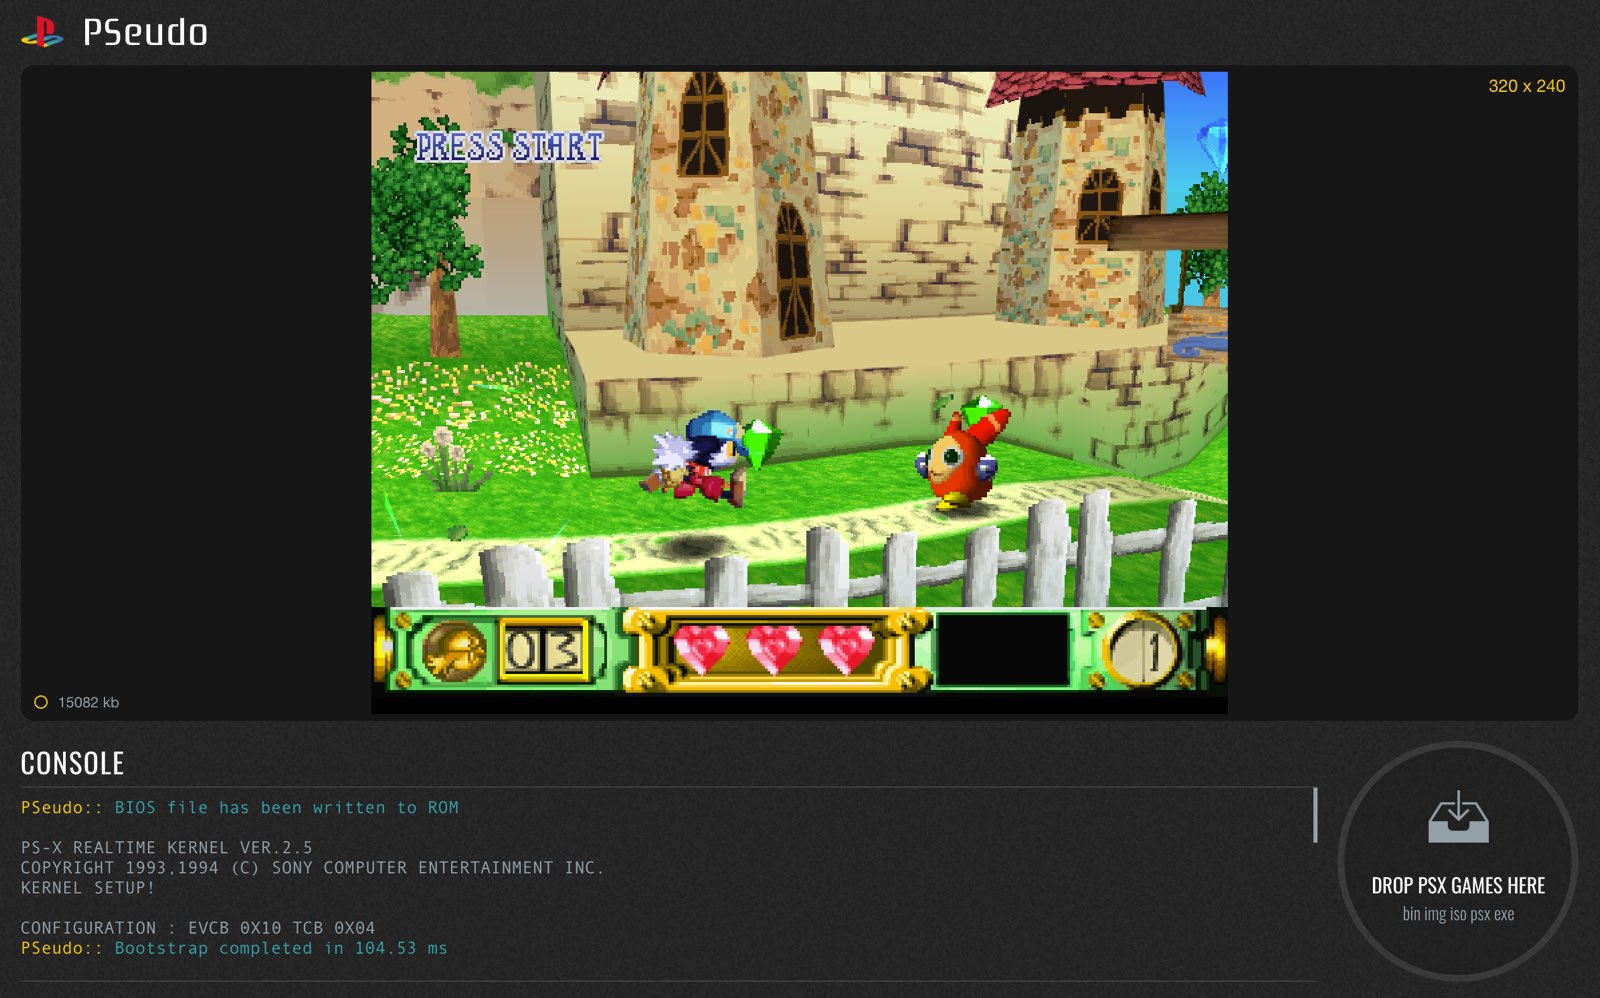 PSeudo
320 x 240
PRESS START
03
1
15082 kb
CONSOLE
PSeudo:: BIOS file has been written to ROM
PS-X REALTIME KERNEL VER.2.5
COPYRIGHT 1993,1994 (C) SONY COMPUTER ENTERTAINMENT INC.
KERNEL SETUP!
CONFIGURATION : EVCB 0X10 TCB 0X04
PSeudo:: Bootstrap completed in 104.53 ms
DROP PSX GAMES HERE
bin img iso psx exe